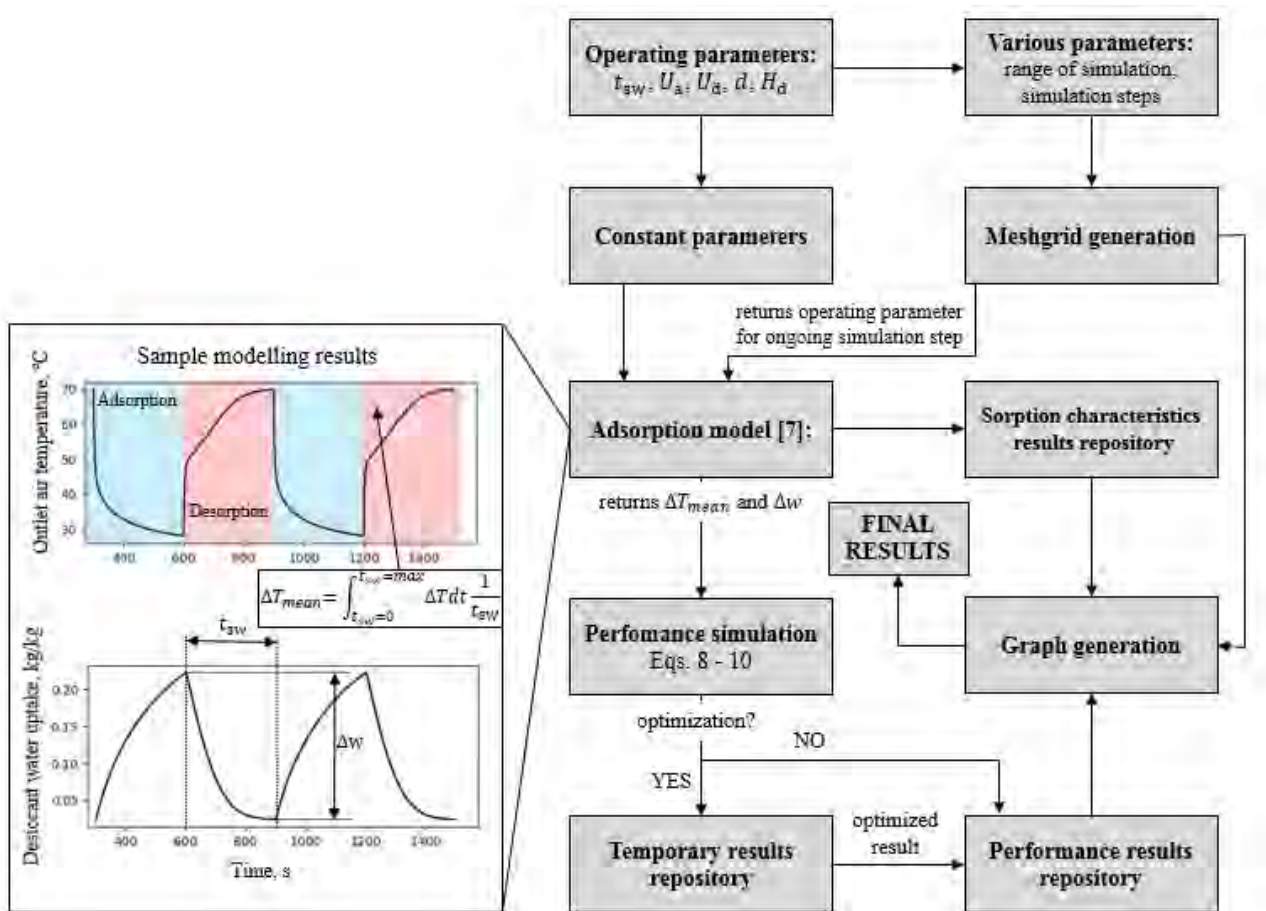 Operating parameters:
t_sw, U_a, U_d, d, H_d
Various parameters:
range of simulation,
simulation steps
Constant parameters
Meshgrid generation
returns operating parameter
for ongoing simulation step
Sample modelling results
Outlet air temperature, °C
70
60
50
40
30
Adsorption
Desorption
400
600
800
1000
1200
1400
ΔT_mean = ∫_{t_sw=0}^{t_sw=max} ΔTdt 1/t_sw
t_sw
Desiccant water uptake, kg/kg
0.20
0.15
0.10
0.05
Δw
400
600
800
1000
1200
1400
Time, s
Adsorption model [7]:
Sorption characteristics
results repository
returns ΔT_mean and Δw
FINAL
RESULTS
Perfomance simulation
Eqs. 8 - 10
Graph generation
optimization?
NO
YES
Temporary results
repository
optimized
result
Performance results
repository